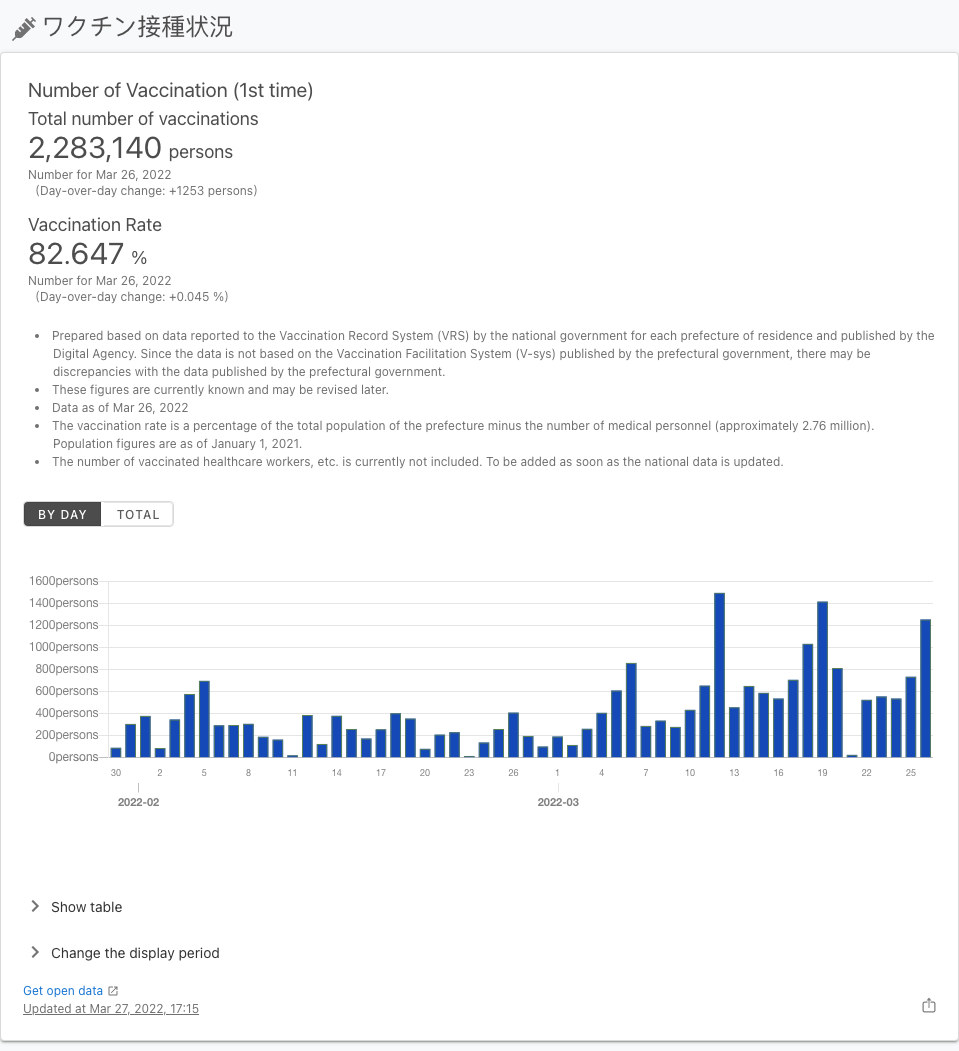 ワクチン接種状況
Number of Vaccination (1st time)
Total number of vaccinations
2,283,140 persons
Number for Mar 26, 2022
(Day-over-day change: +1253 persons)
Vaccination Rate
82.647 %
Number for Mar 26, 2022
(Day-over-day change: +0.045 %)
• Prepared based on data reported to the Vaccination Record System (VRS) by the national government for each prefecture of residence and published by the
Digital Agency. Since the data is not based on the Vaccination Facilitation System (V-sys) published by the prefectural government, there may be
discrepancies with the data published by the prefectural government.
• These figures are currently known and may be revised later.
• Data as of Mar 26, 2022
• The vaccination rate is a percentage of the total population of the prefecture minus the number of medical personnel (approximately 2.76 million).
Population figures are as of January 1, 2021.
• The number of vaccinated healthcare workers, etc. is currently not included. To be added as soon as the national data is updated.
BY DAY TOTAL
1600persons
1400persons
1200persons
1000persons
800persons
600persons
400persons
200persons
0persons
30 2 5 8 11 14 17 20 23 26 1 4 7 10 13 16 19 22 25
2022-02 2022-03
Show table
Change the display period
Get open data
Updated at Mar 27, 2022, 17:15